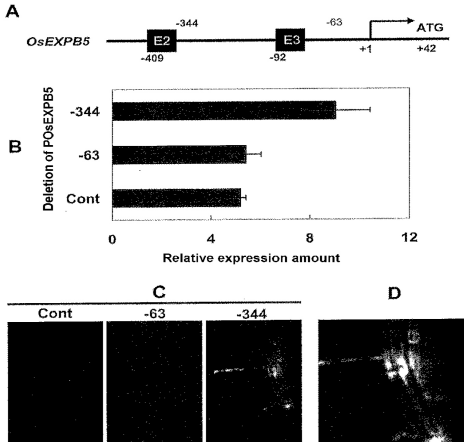 A
OsEXPB5
E2
-344
-409
E3
-92
-63
+1
ATG
+42
B
Deletion of POsEXPB5
-344
-63
Cont
0
4
8
12
Relative expression amount
C
D
Cont
-63
-344